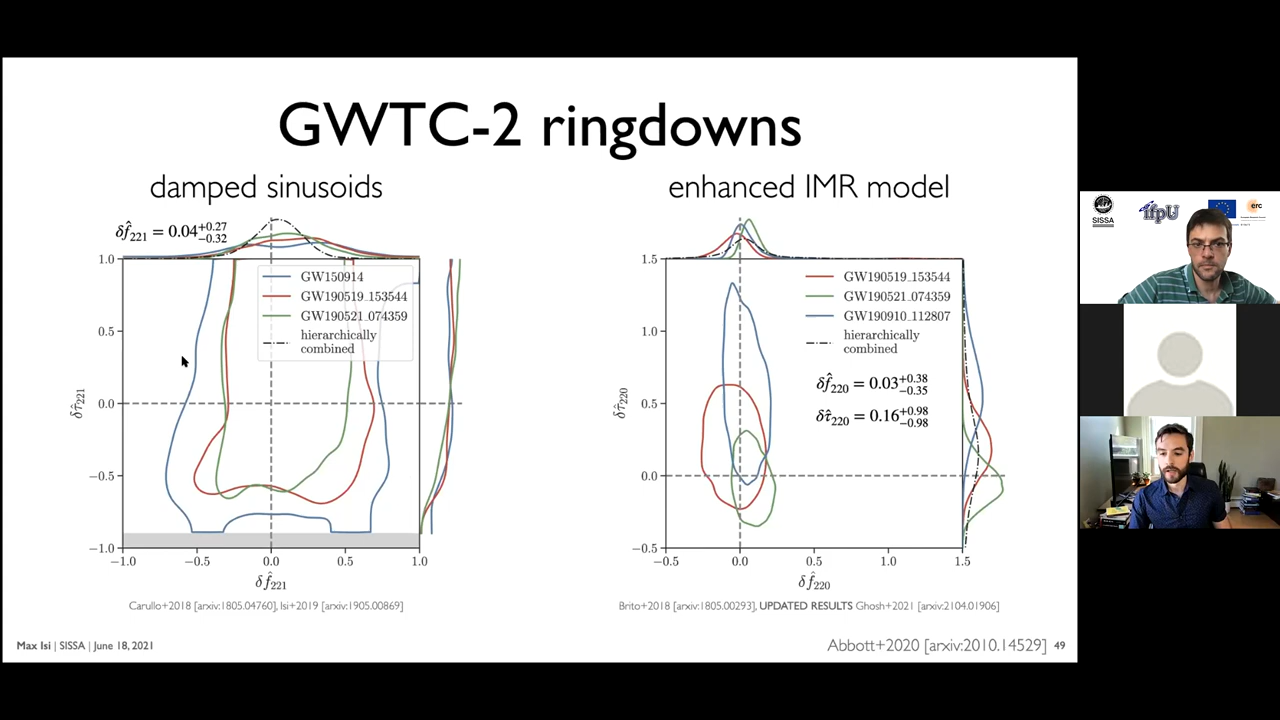 GWTC-2 ringdowns
damped sinusoids
δf̂₂₂₁ = 0.04 +0.27 −0.32
1.0
0.5
0.0
−0.5
−1.0
δτ̂₂₂₁
GW150914
GW190519_153544
GW190521_074359
hierarchically
combined
−1.0 −0.5 0.0 0.5 1.0
δf̂₂₂₁
Carullo+2018 [arxiv:1805.04760], Isi+2019 [arxiv:1905.00869]
enhanced IMR model
1.5
1.0
0.5
0.0
−0.5
δτ̂₂₂₀
GW190519_153544
GW190521_074359
GW190910_112807
hierarchically
combined
δf̂₂₂₀ = 0.03 +0.38 −0.35
δτ̂₂₂₀ = 0.16 +0.98 −0.98
−0.5 0.0 0.5 1.0 1.5
δf̂₂₂₀
Brito+2018 [arxiv:1805.00293], UPDATED RESULTS Ghosh+2021 [arxiv:2104.01906]
Max Isi | SISSA | June 18, 2021
Abbott+2020 [arxiv:2010.14529] 49
SISSA
ifpU
erc